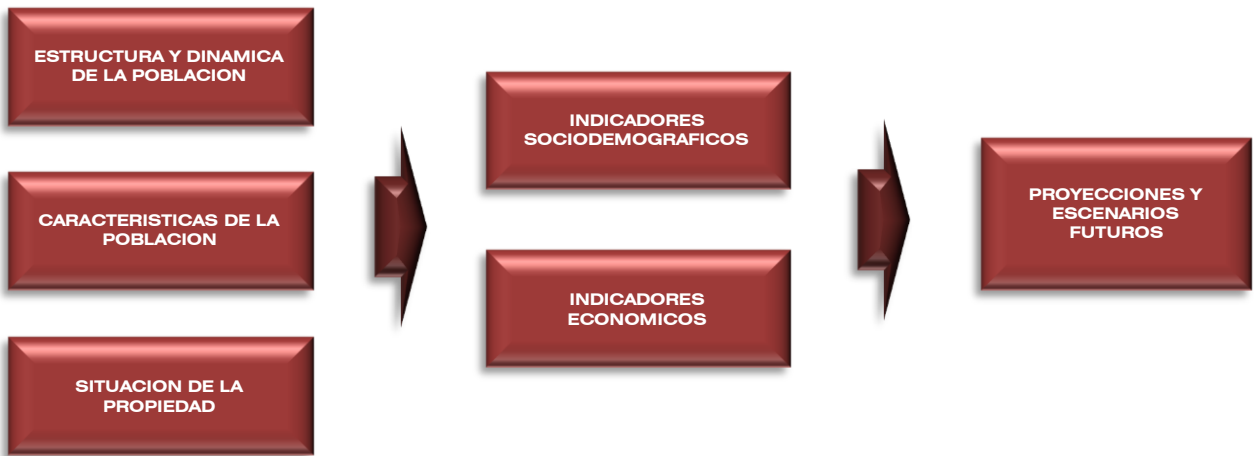 ESTRUCTURA Y DINAMICA
DE LA POBLACION
CARACTERISTICAS DE LA
POBLACION
SITUACION DE LA
PROPIEDAD
INDICADORES
SOCIODEMOGRAFICOS
INDICADORES
ECONOMICOS
PROYECCIONES Y
ESCENARIOS
FUTUROS